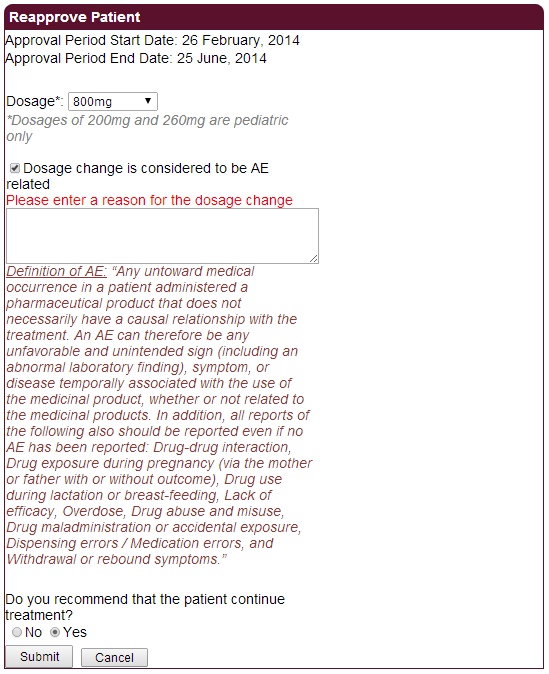 Reapprove Patient
Approval Period Start Date: 26 February, 2014
Approval Period End Date: 25 June, 2014
Dosage*: 800mg
*Dosages of 200mg and 260mg are pediatric
only
Dosage change is considered to be AE
related
Please enter a reason for the dosage change
Definition of AE: “Any untoward medical
occurrence in a patient administered a
pharmaceutical product that does not
necessarily have a causal relationship with the
treatment. An AE can therefore be any
unfavorable and unintended sign (including an
abnormal laboratory finding), symptom, or
disease temporally associated with the use of
the medicinal product, whether or not related to
the medicinal products. In addition, all reports of
the following also should be reported even if no
AE has been reported: Drug-drug interaction,
Drug exposure during pregnancy (via the mother
or father with or without outcome), Drug use
during lactation or breast-feeding, Lack of
efficacy, Overdose, Drug abuse and misuse,
Drug maladministration or accidental exposure,
Dispensing errors / Medication errors, and
Withdrawal or rebound symptoms.”
Do you recommend that the patient continue
treatment?
No Yes
Submit Cancel